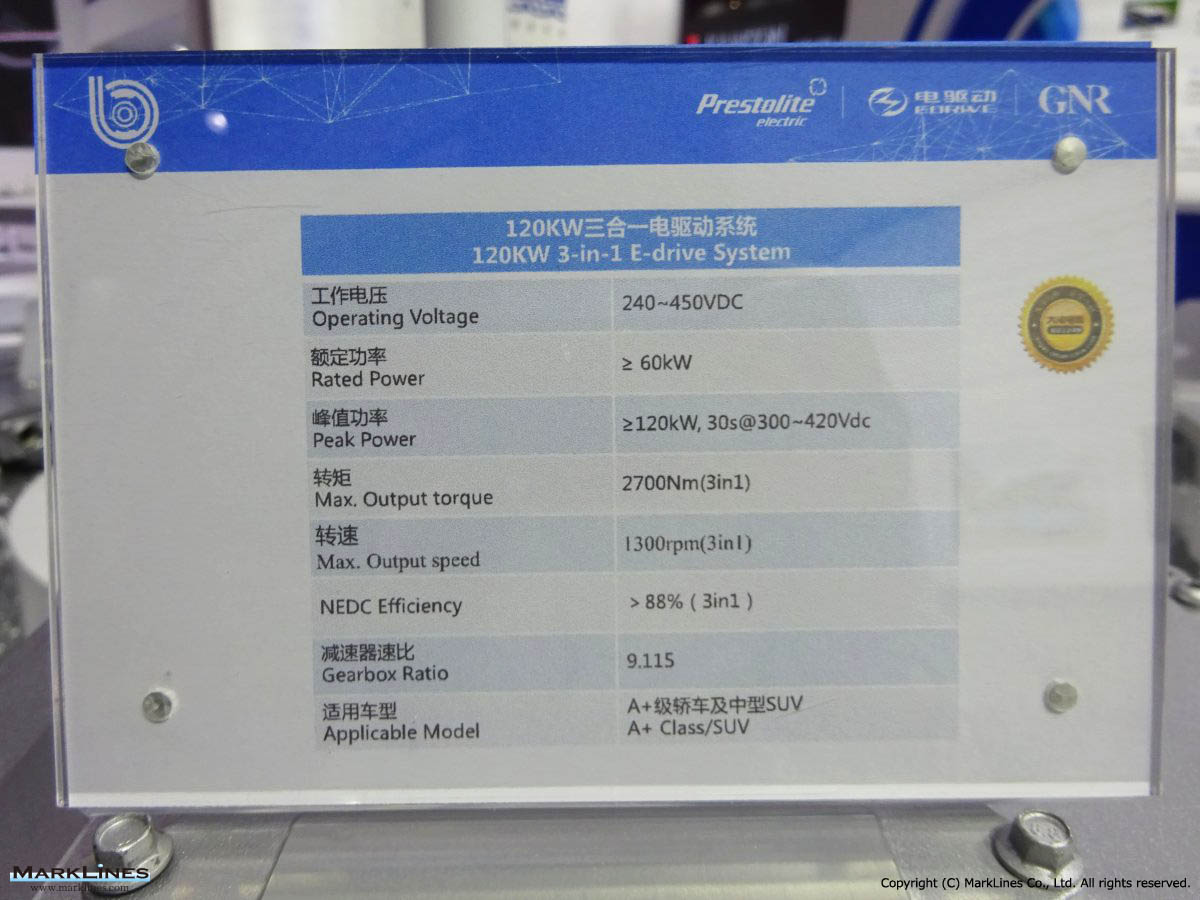 Prestolite
electric
电驱动
EDRIVE
GNR
120KW三合一电驱动系统
120KW 3-in-1 E-drive System
工作电压
Operating Voltage
240~450VDC
额定功率
Rated Power
≥ 60kW
峰值功率
Peak Power
≥120kW, 30s@300~420Vdc
转矩
Max. Output torque
2700Nm(3in1)
转速
Max. Output speed
1300rpm(3in1)
NEDC Efficiency
> 88% ( 3in1 )
减速器速比
Gearbox Ratio
9.115
适用车型
Applicable Model
A+级轿车及中型SUV
A+ Class/SUV
MARKLINES
www.marklines.com
Copyright (C) MarkLines Co., Ltd. All rights reserved.